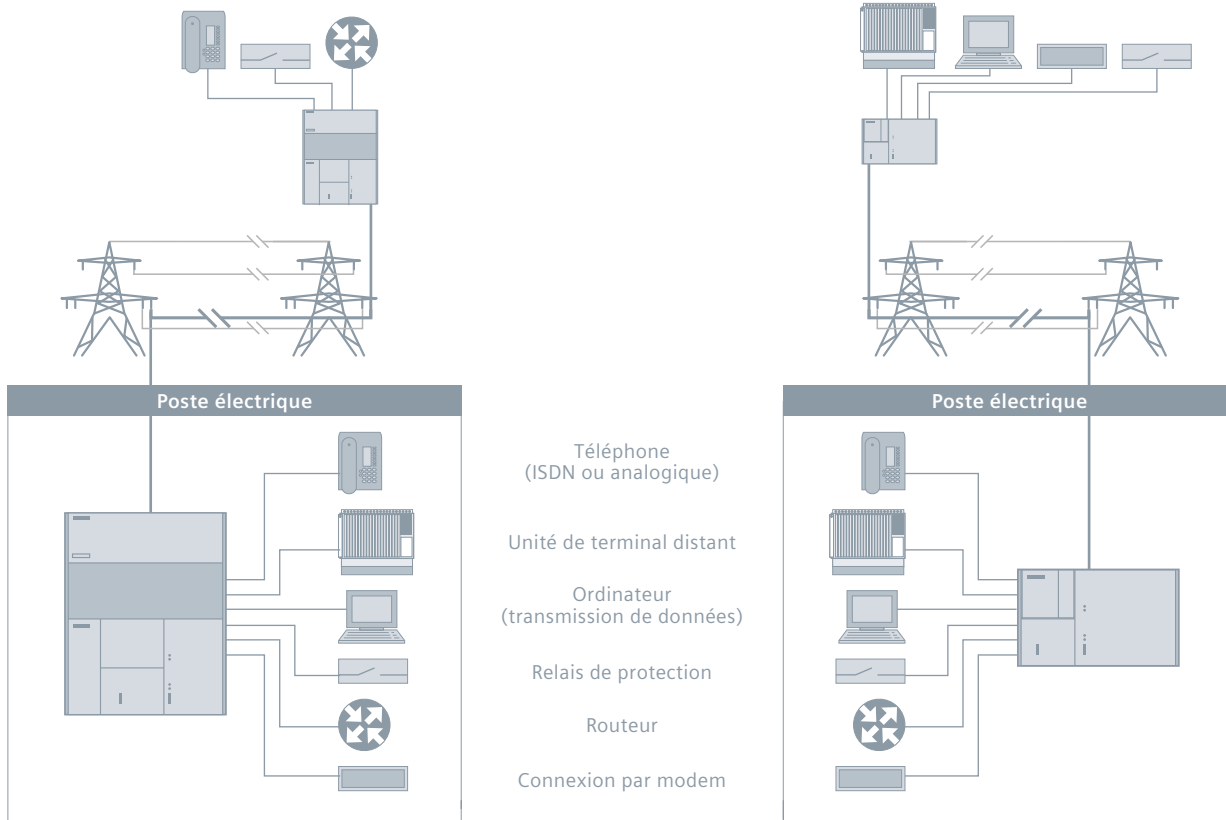 Poste électrique
Poste électrique
Téléphone
(ISDN ou analogique)
Unité de terminal distant
Ordinateur
(transmission de données)
Relais de protection
Routeur
Connexion par modem